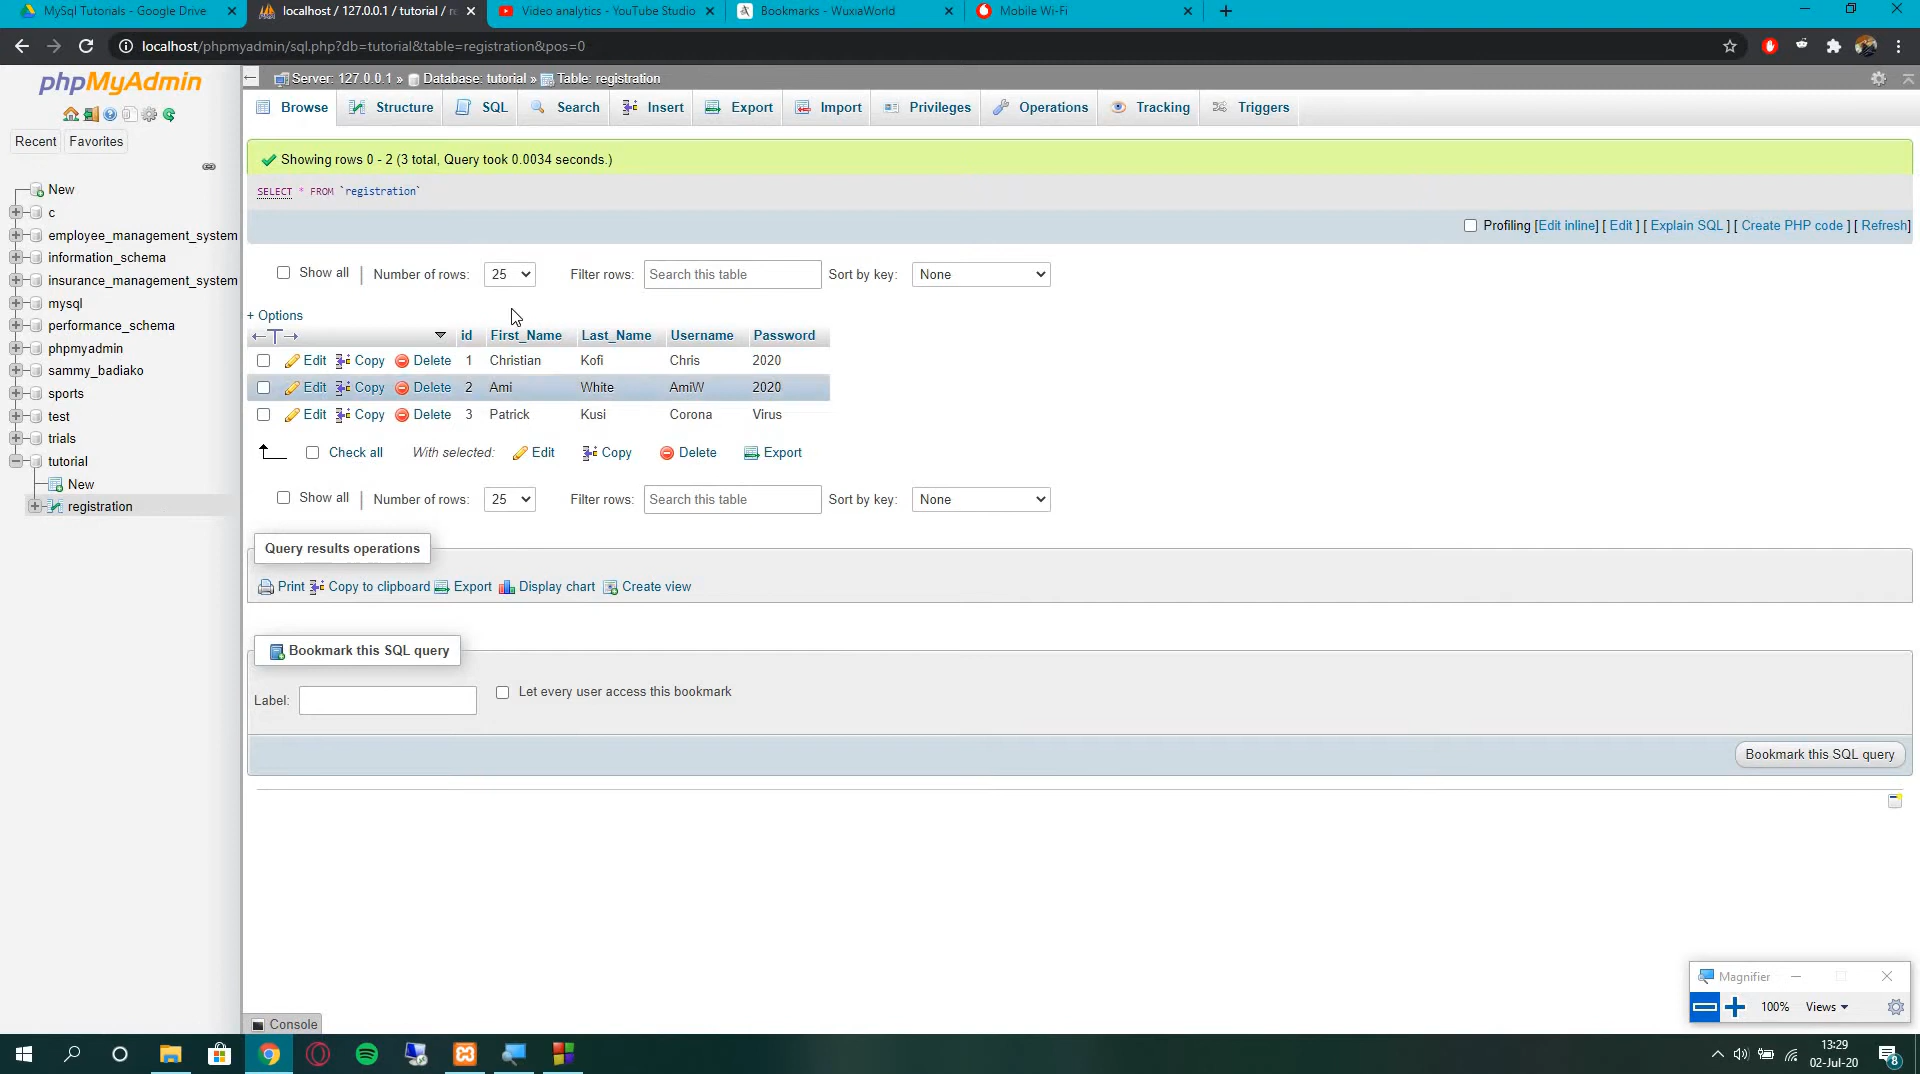 MySql Tutorials - Google Drive
localhost / 127.0.0.1 / tutorial / r
Video analytics - YouTube Studio
Bookmarks - WuxiaWorld
Mobile Wi-Fi
localhost/phpmyadmin/sql.php?db=tutorial&table=registration&pos=0
phpMyAdmin
Recent Favorites
New
c
employee_management_system
information_schema
insurance_management_system
mysql
performance_schema
phpmyadmin
sammy_badiako
sports
test
trials
tutorial
New
registration
Server: 127.0.0.1 » Database: tutorial » Table: registration
Browse Structure SQL Search Insert Export Import Privileges Operations Tracking Triggers
Showing rows 0 - 2 (3 total, Query took 0.0034 seconds.)
SELECT * FROM `registration`
Profiling [Edit inline] [ Edit ] [ Explain SQL ] [ Create PHP code ] [ Refresh]
Show all | Number of rows: 25 Filter rows: Search this table Sort by key: None
+ Options
←T→ id First_Name Last_Name Username Password
Edit Copy Delete 1 Christian Kofi Chris 2020
Edit Copy Delete 2 Ami White AmiW 2020
Edit Copy Delete 3 Patrick Kusi Corona Virus
Check all With selected: Edit Copy Delete Export
Show all | Number of rows: 25 Filter rows: Search this table Sort by key: None
Query results operations
Print Copy to clipboard Export Display chart Create view
Bookmark this SQL query
Label: Let every user access this bookmark
Bookmark this SQL query
Console
Magnifier
100% Views
13:29
02-Jul-20
8